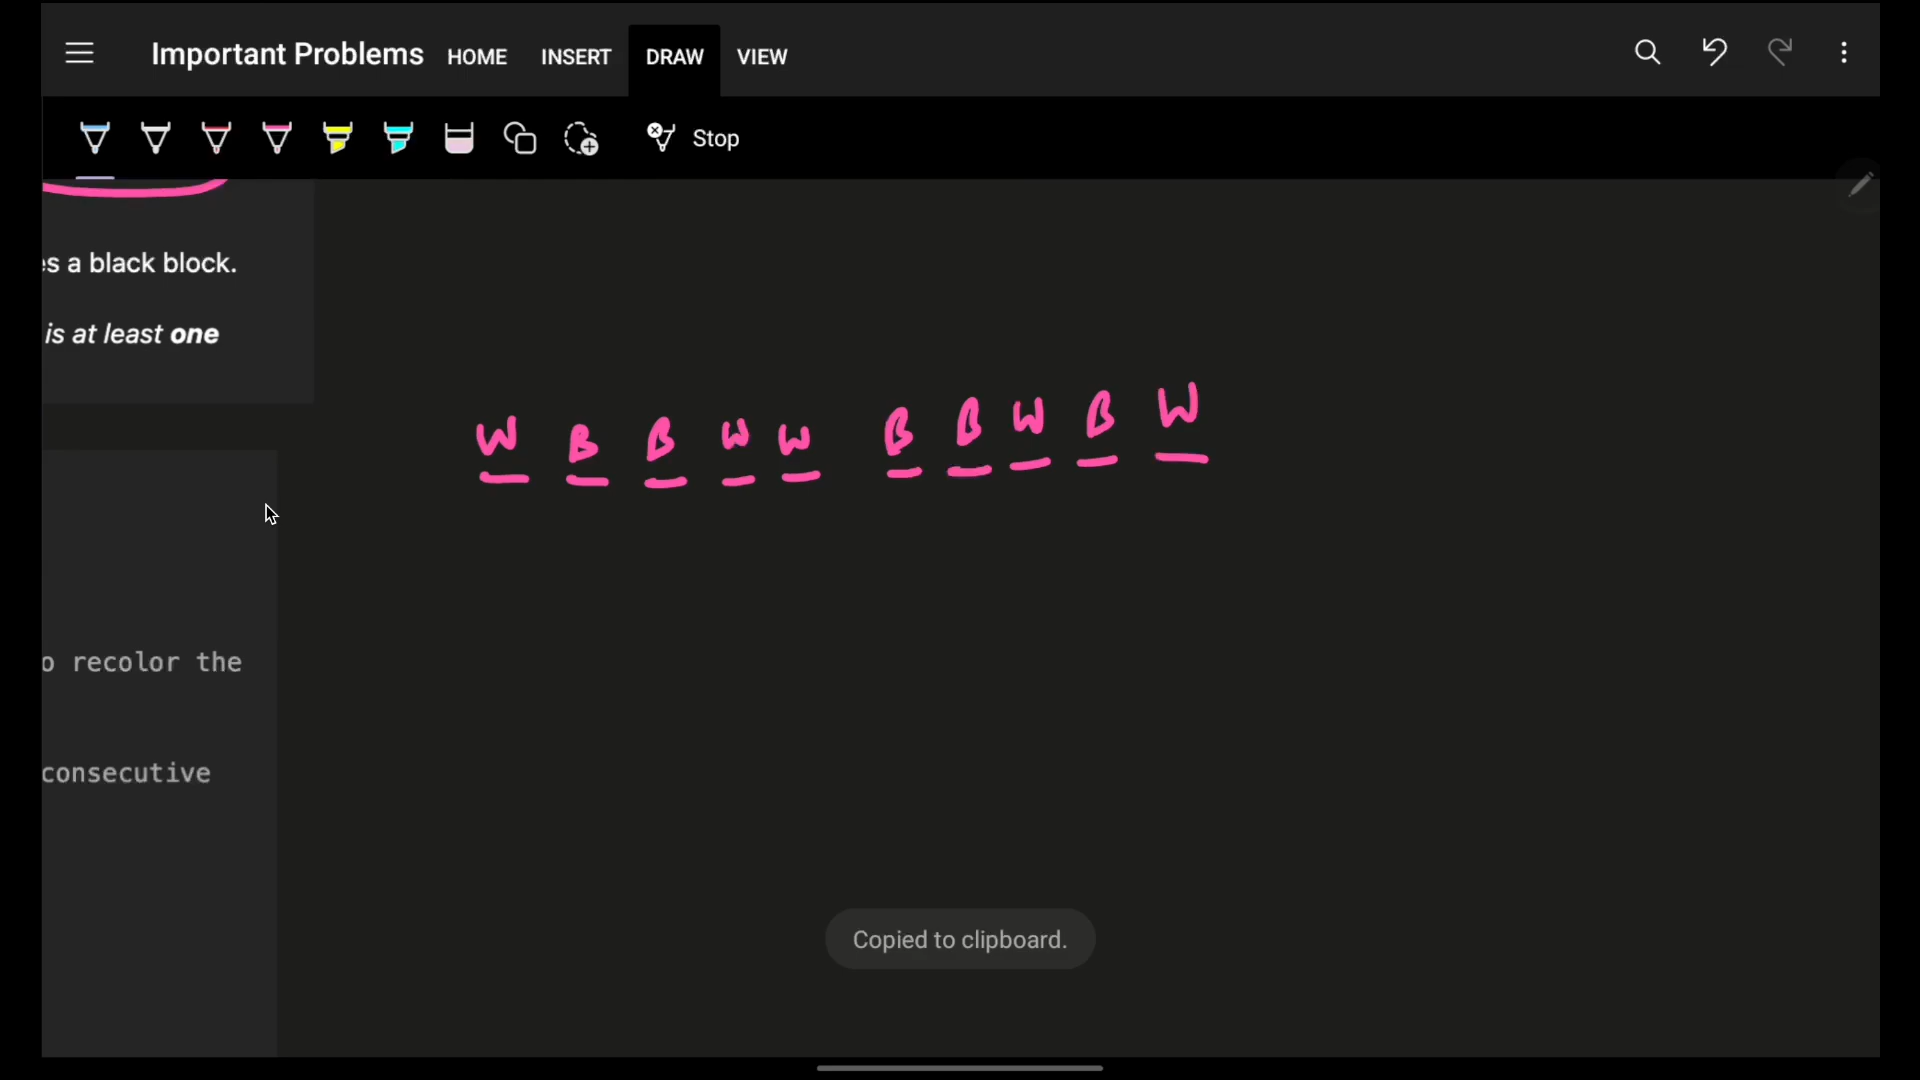 Important Problems HOME INSERT DRAW VIEW
Stop
s a black block.
is at least one
W B B W W B B W B W
o recolor the
consecutive
Copied to clipboard.